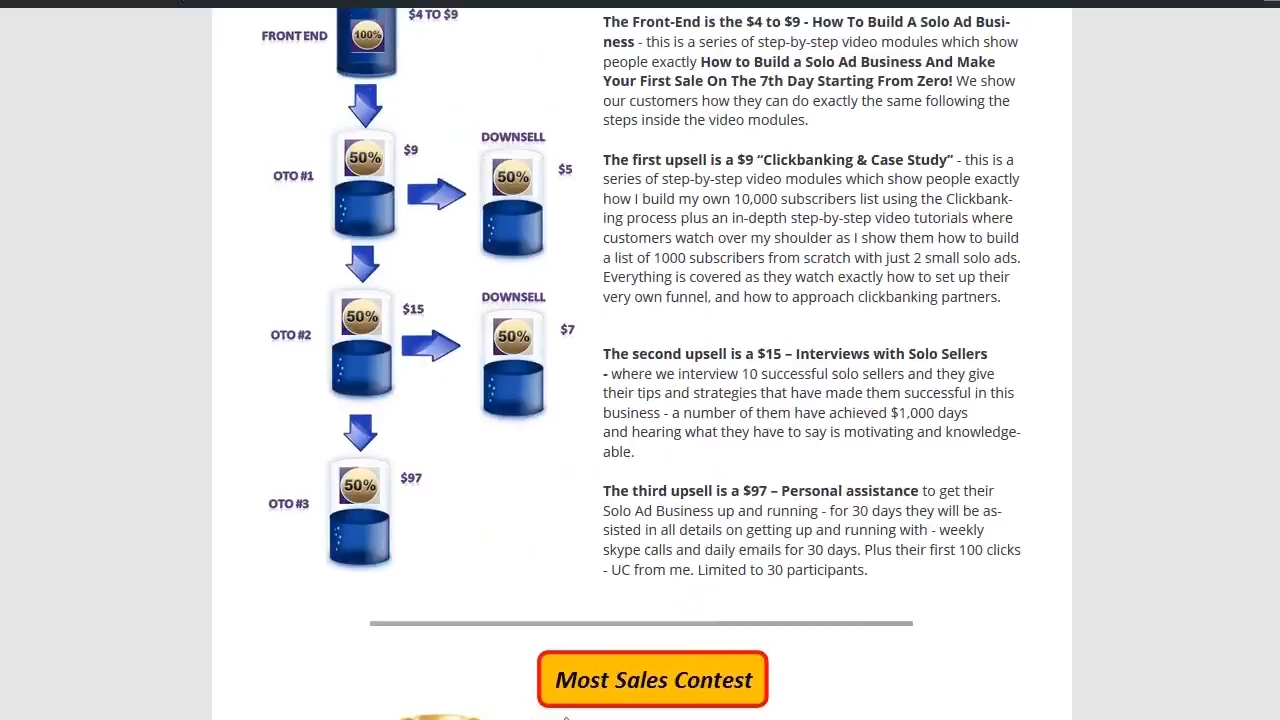 $4 TO $9
FRONT END
100%
The Front-End is the $4 to $9 - How To Build A Solo Ad Busi-
ness - this is a series of step-by-step video modules which show
people exactly How to Build a Solo Ad Business And Make
Your First Sale On The 7th Day Starting From Zero! We show
our customers how they can do exactly the same following the
steps inside the video modules.
OTO #1
50%
$9
DOWNSELL
50%
$5
The first upsell is a $9 “Clickbanking & Case Study” - this is a
series of step-by-step video modules which show people exactly
how I build my own 10,000 subscribers list using the Clickbank-
ing process plus an in-depth step-by-step video tutorials where
customers watch over my shoulder as I show them how to build
a list of 1000 subscribers from scratch with just 2 small solo ads.
Everything is covered as they watch exactly how to set up their
very own funnel, and how to approach clickbanking partners.
OTO #2
50%
$15
DOWNSELL
50%
$7
The second upsell is a $15 – Interviews with Solo Sellers
- where we interview 10 successful solo sellers and they give
their tips and strategies that have made them successful in this
business - a number of them have achieved $1,000 days
and hearing what they have to say is motivating and knowledge-
able.
OTO #3
50%
$97
The third upsell is a $97 – Personal assistance to get their
Solo Ad Business up and running - for 30 days they will be as-
sisted in all details on getting up and running with - weekly
skype calls and daily emails for 30 days. Plus their first 100 clicks
- UC from me. Limited to 30 participants.
Most Sales Contest